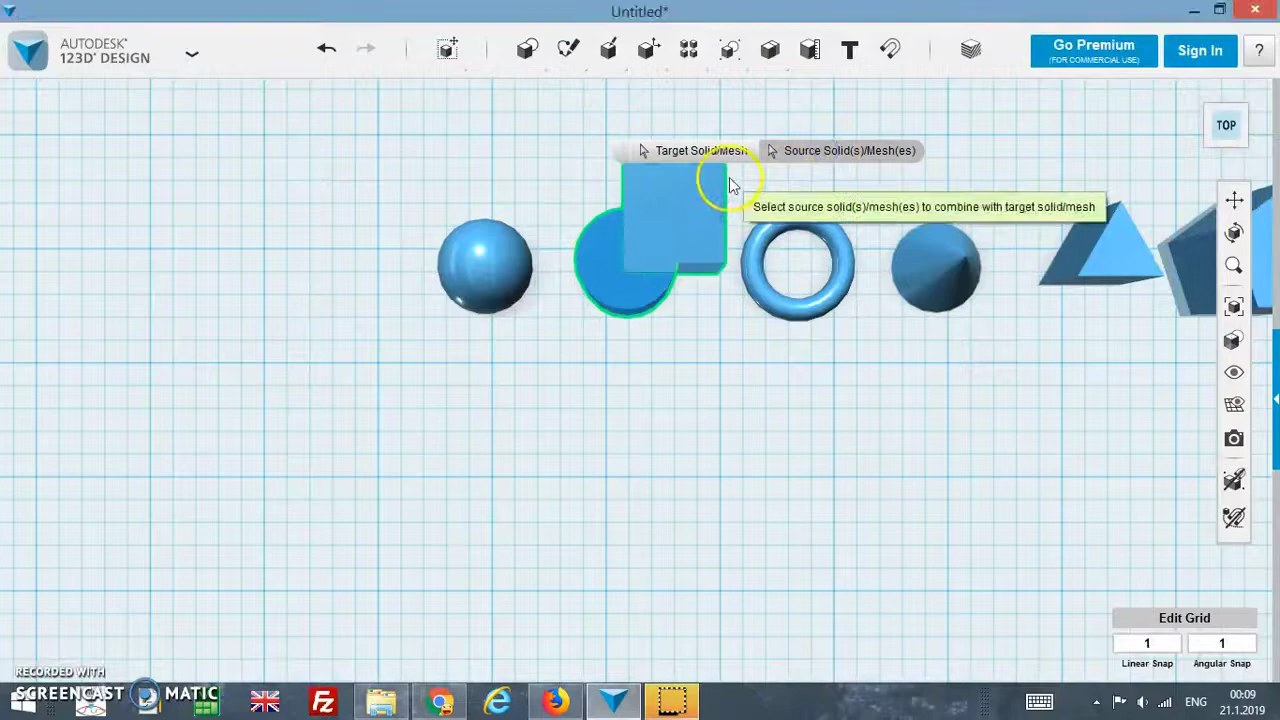 Untitled*
AUTODESK®
123D® DESIGN
Go Premium
(FOR COMMERCIAL USE)
Sign In
?
TOP
Target Solid/Mesh
Source Solid(s)/Mesh(es)
Select source solid(s)/mesh(es) to combine with target solid/mesh
Edit Grid
1
1
Linear Snap
Angular Snap
RECORDED WITH
SCREENCAST MATIC
ENG
00:09
21.1.2019